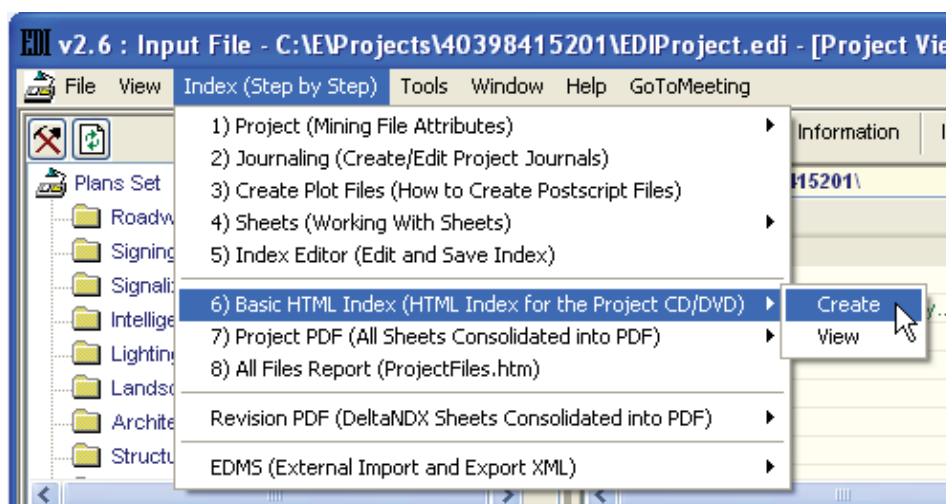 EDI v2.6 : Input File - C:\E\Projects\40398415201\EDIProject.edi - [Project Vie
File View Index (Step by Step) Tools Window Help GoToMeeting
1) Project (Mining File Attributes)
Information
2) Journaling (Create/Edit Project Journals)
Plans Set
3) Create Plot Files (How to Create Postscript Files)
415201\
Roadw
4) Sheets (Working With Sheets)
Signing
5) Index Editor (Edit and Save Index)
Signali
6) Basic HTML Index (HTML Index for the Project CD/DVD)
Create
y..
Intellige
7) Project PDF (All Sheets Consolidated into PDF)
View
Lighting
8) All Files Report (ProjectFiles.htm)
Landsc
Archite
Revision PDF (DeltaNDX Sheets Consolidated into PDF)
Structu
EDMS (External Import and Export XML)